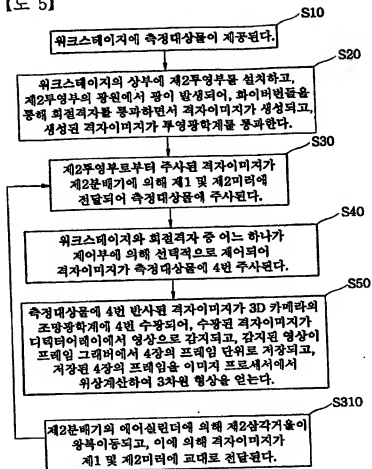 【도 5】
S10
워크스테이지에 측정대상물이 제공된다.
S20
워크스테이지의 상부에 제2투영부를 설치하고,
제2투영부의 광원에서 광이 발생되어, 화이버번들을
통해 회절격자를 통과하면서 격자이미지가 생성되고,
생성된 격자이미지가 투영광학계를 통과한다.
S30
제2투영부로부터 주사된 격자이미지가
제2분배기에 의해 제1 및 제2미러에
전달되어 측정대상물에 주사된다.
S40
워크스테이지와 회절격자 중 어느 하나가
제어부에 의해 선택적으로 제어되어
격자이미지가 측정대상물에 4번 주사된다.
S50
측정대상물에 4번 반사된 격자이미지가 3D 카메라의
조망광학계에 4번 수광되어, 수광된 격자이미지가
디텍터어레이에서 영상으로 감지되고, 감지된 영상이
프레임 그래버에서 4장의 프레임 단위로 저장되고,
저장된 4장의 프레임을 이미지 프로세서에서
위상계산하여 3차원 형상을 얻는다.
S310
제2분배기의 에어실린더에 의해 제2삼각거울이
왕복이동되고, 이에 의해 격자이미지가
제1 및 제2미러에 교대로 전달된다.